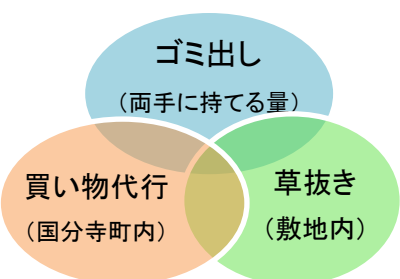 ゴミ出し
（両手に持てる量）
買い物代行
（国分寺町内）
草抜き
（敷地内）